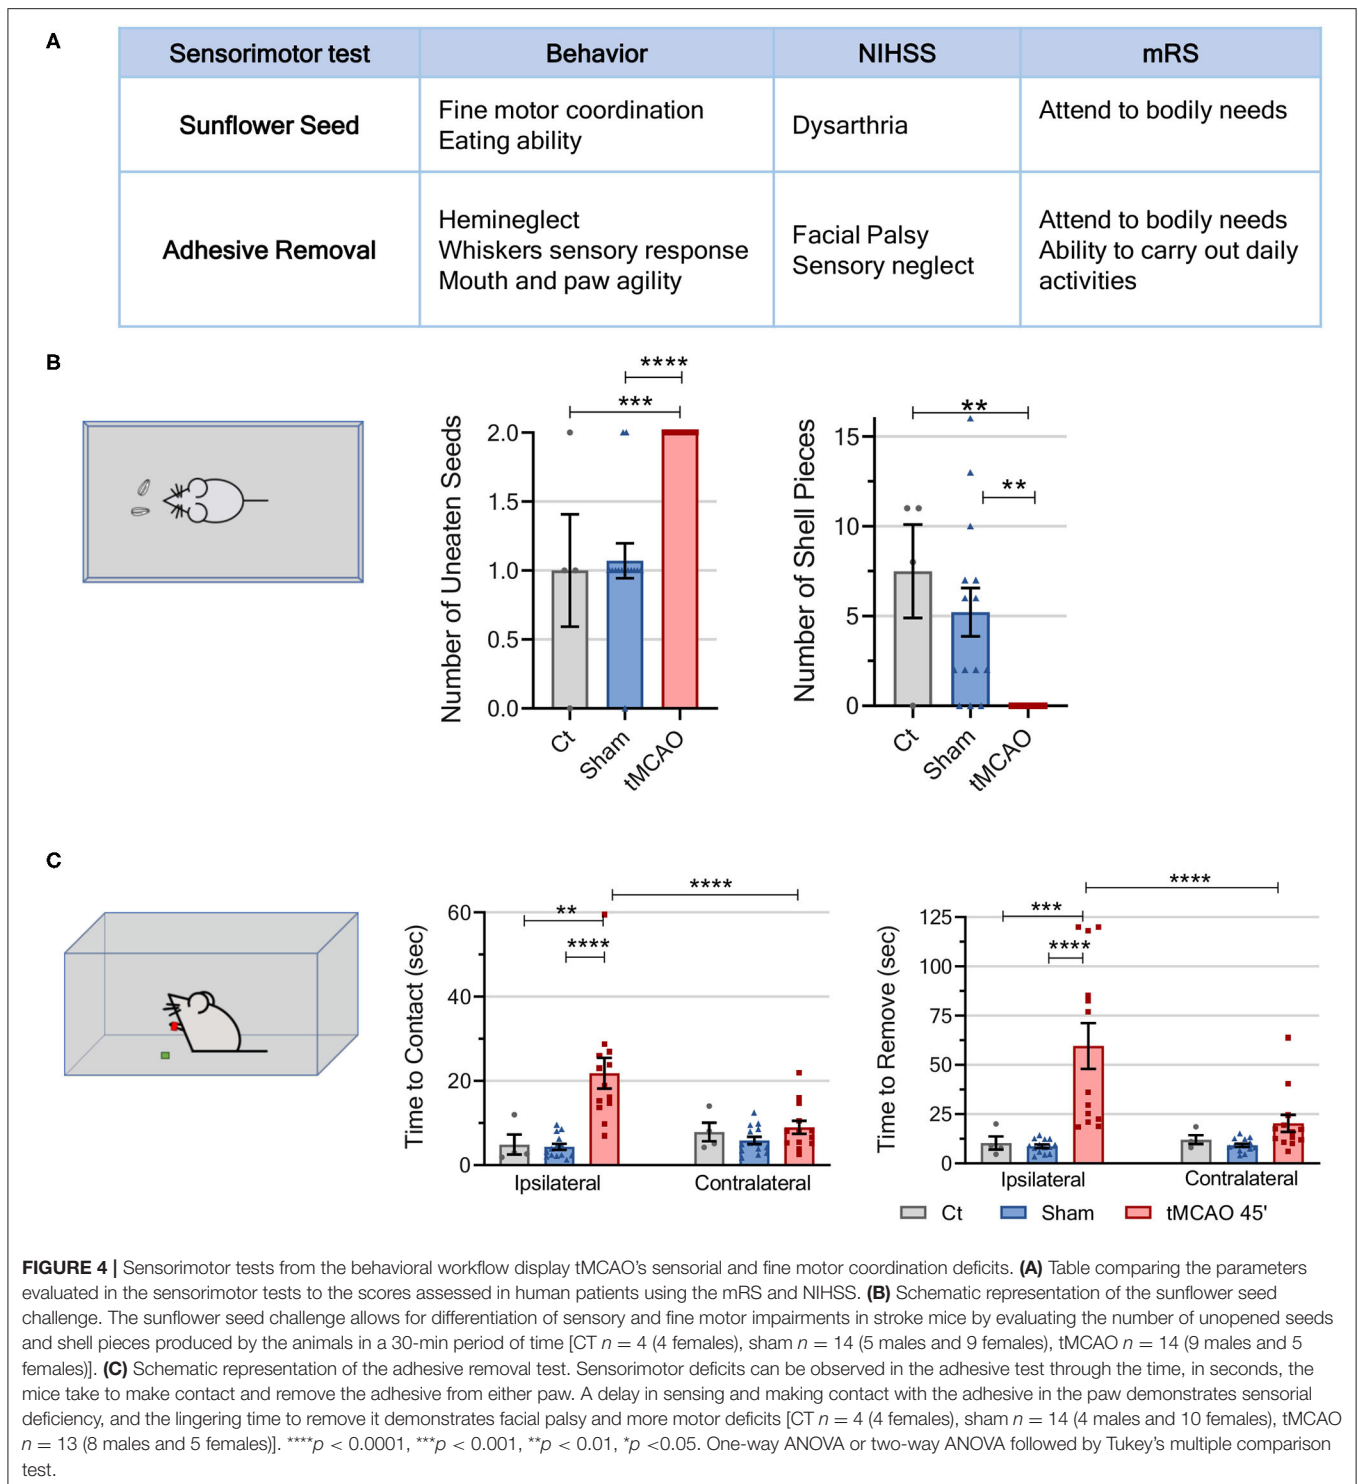 A
Sensorimotor test Behavior NIHSS mRS
Sunflower Seed
Fine motor coordination
Eating ability
Dysarthria
Attend to bodily needs
Adhesive Removal
Hemineglect
Whiskers sensory response
Mouth and paw agility
Facial Palsy
Sensory neglect
Attend to bodily needs
Ability to carry out daily
activities
B
Number of Uneaten Seeds
2.0
1.5
1.0
0.5
0.0
Ct
Sham
tMCAO
****
***
Number of Shell Pieces
15
10
5
0
Ct
Sham
tMCAO
**
**
C
Time to Contact (sec)
60
40
20
0
Ipsilateral
Contralateral
****
**
****
Time to Remove (sec)
125
100
75
50
25
0
Ipsilateral
Contralateral
****
***
****
Ct Sham tMCAO 45'
FIGURE 4 | Sensorimotor tests from the behavioral workflow display tMCAO's sensorial and fine motor coordination deficits. (A) Table comparing the parameters
evaluated in the sensorimotor tests to the scores assessed in human patients using the mRS and NIHSS. (B) Schematic representation of the sunflower seed
challenge. The sunflower seed challenge allows for differentiation of sensory and fine motor impairments in stroke mice by evaluating the number of unopened seeds
and shell pieces produced by the animals in a 30-min period of time [CT n = 4 (4 females), sham n = 14 (5 males and 9 females), tMCAO n = 14 (9 males and 5
females)]. (C) Schematic representation of the adhesive removal test. Sensorimotor deficits can be observed in the adhesive test through the time, in seconds, the
mice take to make contact and remove the adhesive from either paw. A delay in sensing and making contact with the adhesive in the paw demonstrates sensorial
deficiency, and the lingering time to remove it demonstrates facial palsy and more motor deficits [CT n = 4 (4 females), sham n = 14 (4 males and 10 females), tMCAO
n = 13 (8 males and 5 females)]. ****p < 0.0001, ***p < 0.001, **p < 0.01, *p <0.05. One-way ANOVA or two-way ANOVA followed by Tukey's multiple comparison
test.